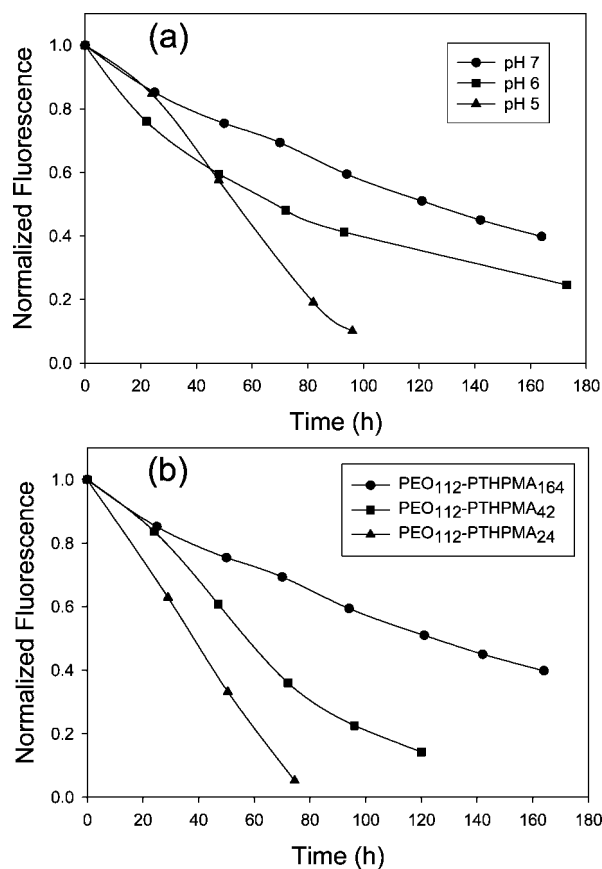 (a)
1.0
0.8
0.6
0.4
0.2
0.0
Normalized Fluorescence
pH 7
pH 6
pH 5
0 20 40 60 80 100 120 140 160 180
Time (h)
(b)
1.0
0.8
0.6
0.4
0.2
0.0
Normalized Fluorescence
PEO112-PTHPMA164
PEO112-PTHPMA42
PEO112-PTHPMA24
0 20 40 60 80 100 120 140 160 180
Time (h)